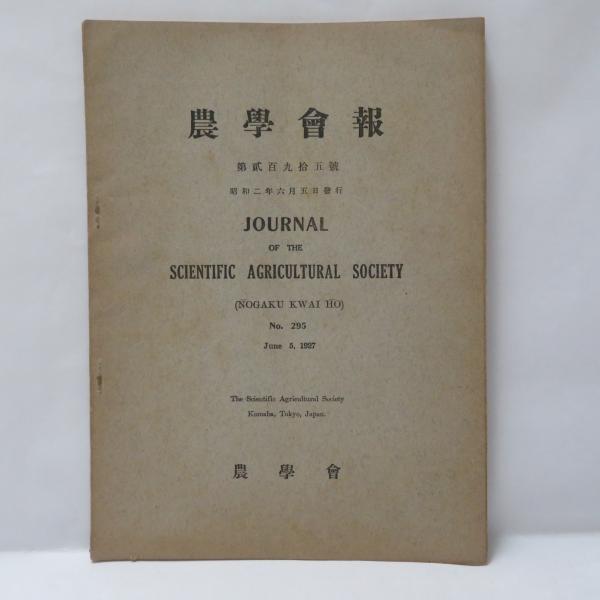 農學會報
第貳百九拾五號
昭和二年六月五日發行
JOURNAL
OF THE
SCIENTIFIC AGRICULTURAL SOCIETY
(NOGAKU KWAI HO)
No. 295
June 5, 1927
The Scientific Agricultural Society
Komaba, Tokyo, Japan.
農學會